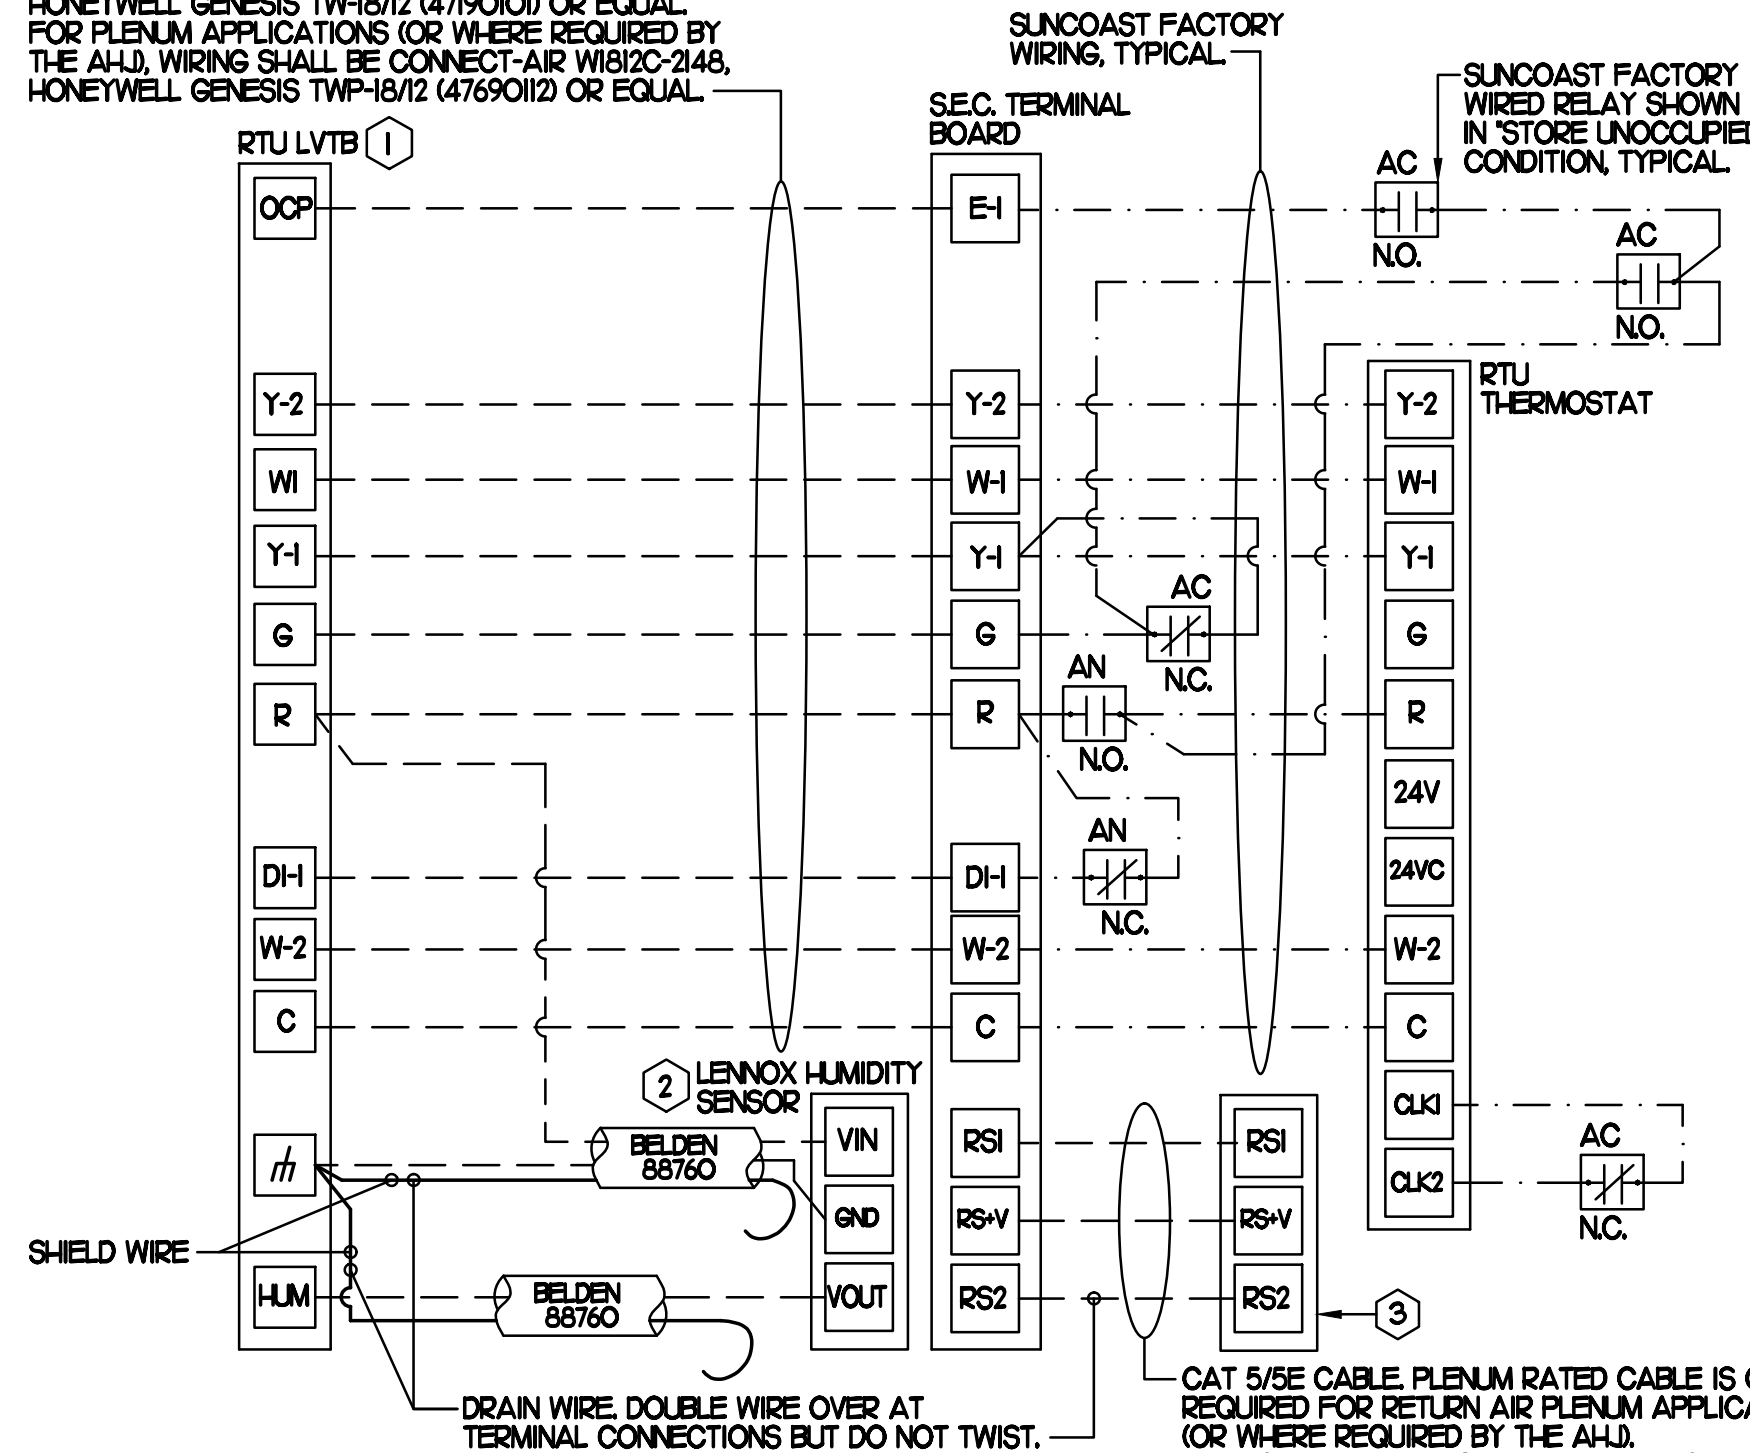 HONEYWELL GENESIS TW-18/12 (47190101) OR EQUAL.
FOR PLENUM APPLICATIONS (OR WHERE REQUIRED BY
THE AHJ), WIRING SHALL BE CONNECT-AIR W1812C-2148,
HONEYWELL GENESIS TWP-18/12 (47690112) OR EQUAL.
SUNCOAST FACTORY
WIRING, TYPICAL.
SUNCOAST FACTORY
WIRED RELAY SHOWN
IN "STORE UNOCCUPIED
CONDITION, TYPICAL.
RTU LVTB
1
S.E.C. TERMINAL
BOARD
AC
N.O.
AC
N.O.
RTU
THERMOSTAT
OCP
E-1
Y-2
Y-2
Y-2
W1
W-1
W-1
Y-1
Y-1
Y-1
AC
G
G
G
N.C.
AN
R
R
R
N.O.
24V
AN
DI-1
DI-1
24VC
N.C.
W-2
W-2
W-2
C
C
C
2
LENNOX HUMIDITY
SENSOR
CLK1
BELDEN
88760
VIN
RS1
RS1
AC
CLK2
N.C.
GND
RS+V
RS+V
SHIELD WIRE
HUM
BELDEN
88760
VOUT
RS2
RS2
3
DRAIN WIRE. DOUBLE WIRE OVER AT
TERMINAL CONNECTIONS BUT DO NOT TWIST.
CAT 5/5E CABLE. PLENUM RATED CABLE IS
REQUIRED FOR RETURN AIR PLENUM
(OR WHERE REQUIRED BY THE AHJ).